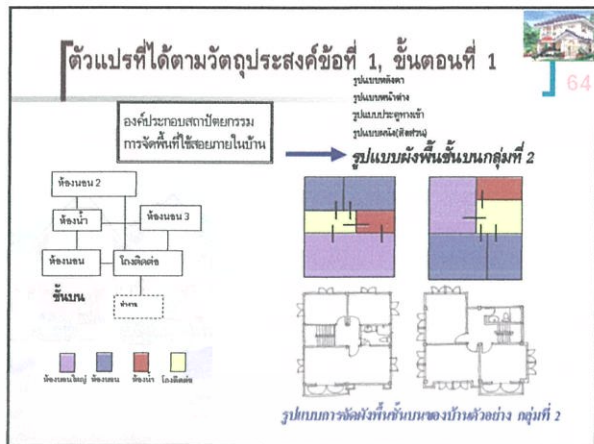 ตัวแปรที่ได้ตามวัตถุประสงค์ข้อที่ 1, ขั้นตอนที่ 1
64
รูปแบบหลังคา
รูปแบบหน้าต่าง
รูปแบบประตูทางเข้า
รูปแบบผนัง(สัดส่วน)
รูปแบบผังพื้นชั้นบนกลุ่มที่ 2
องค์ประกอบสถาปัตยกรรม
การจัดพื้นที่ใช้สอยภายในบ้าน
ห้องนอน 2
ห้องน้ำ
ห้องนอน 3
ห้องนอน
โถงติดต่อ
ชั้นบน
ทำงาน
ห้องนอนใหญ่
ห้องนอน
ห้องน้ำ
โถงติดต่อ
รูปแบบการจัดผังพื้นชั้นบนของบ้านตัวอย่าง กลุ่มที่ 2